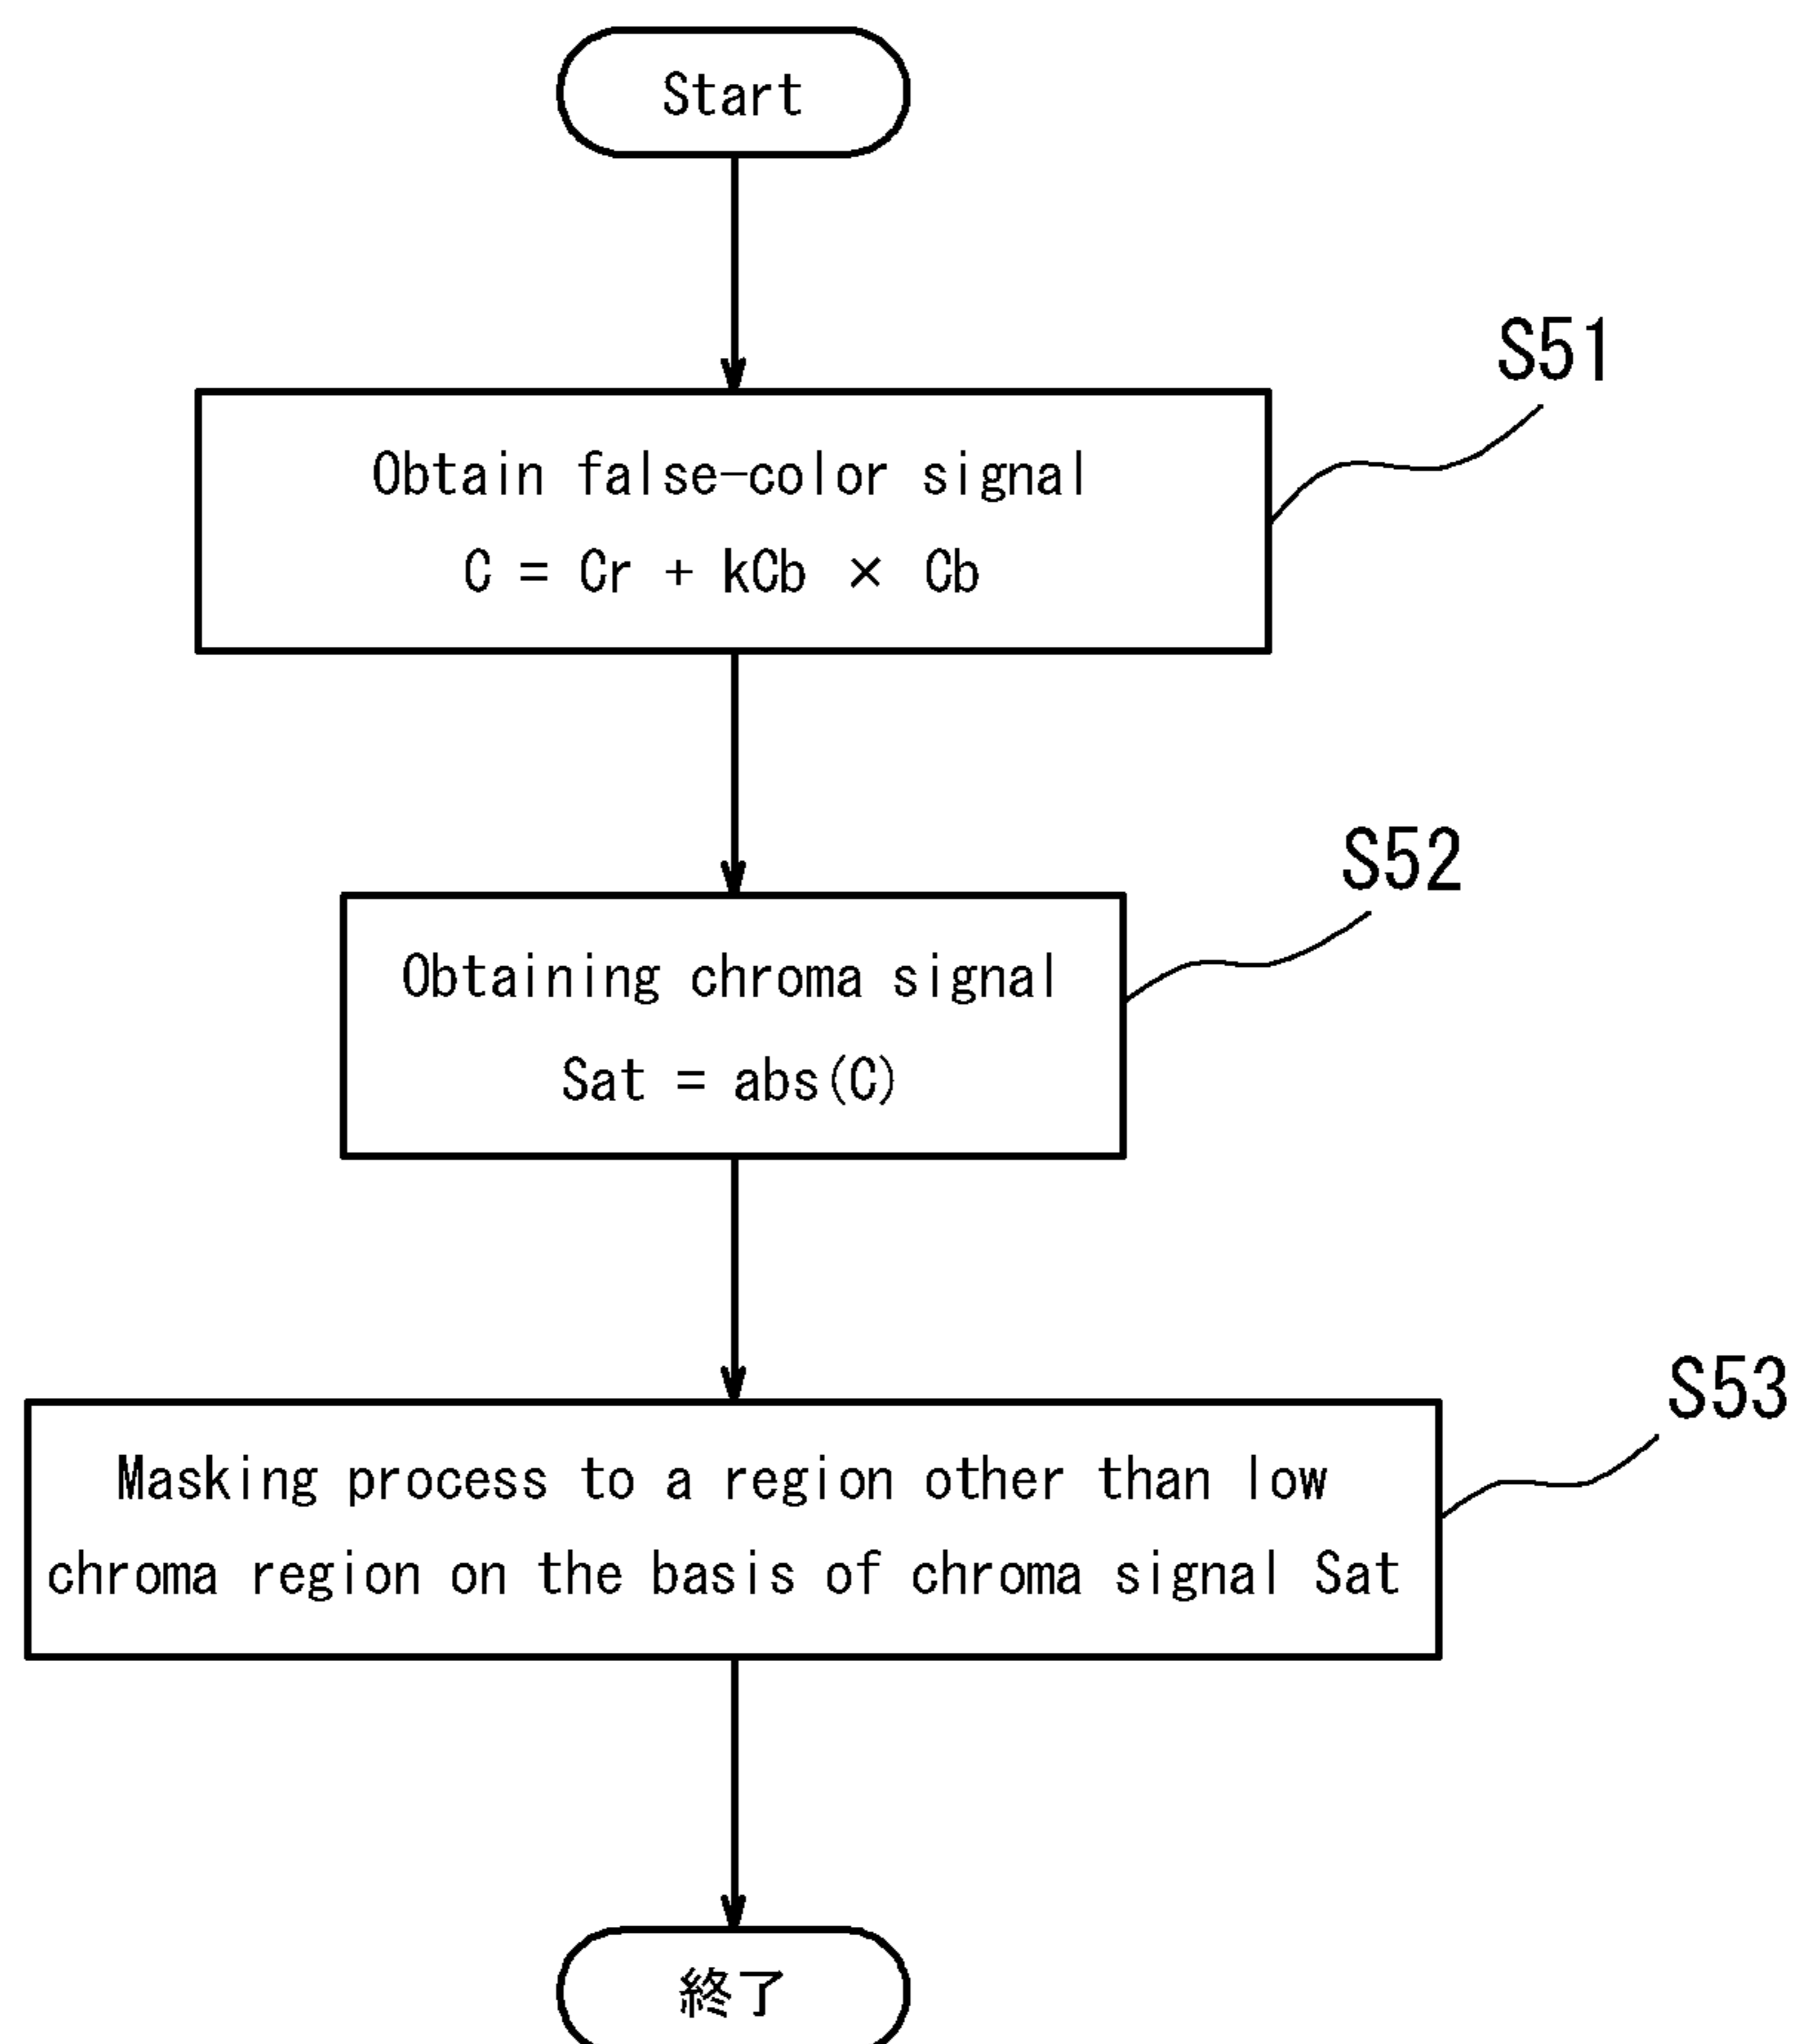 Start
S51
Obtain false-color signal
C = Cr + kCb × Cb
S52
Obtaining chroma signal
Sat = abs(C)
S53
Masking process to a region other than low
chroma region on the basis of chroma signal Sat
終了